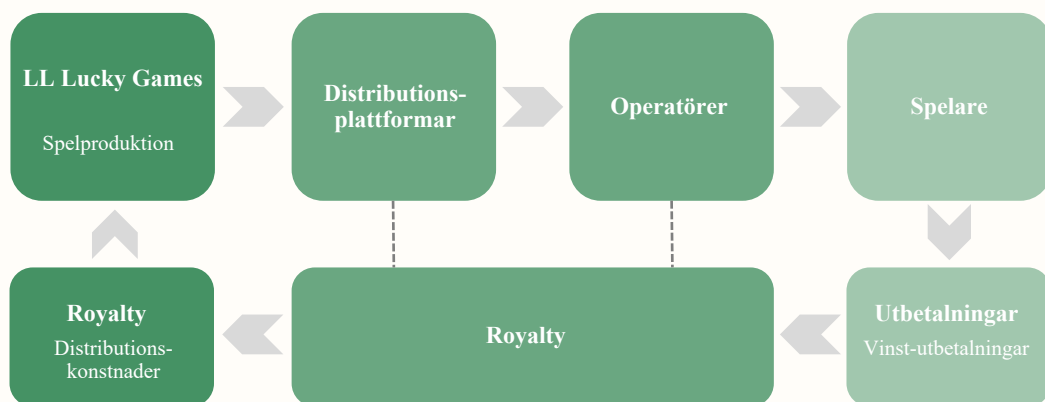 LL Lucky Games
Spelproduktion
Distributions-
plattformar
Operatörer
Spelare
Royalty
Distributions-
konstnader
Royalty
Utbetalningar
Vinst-utbetalningar